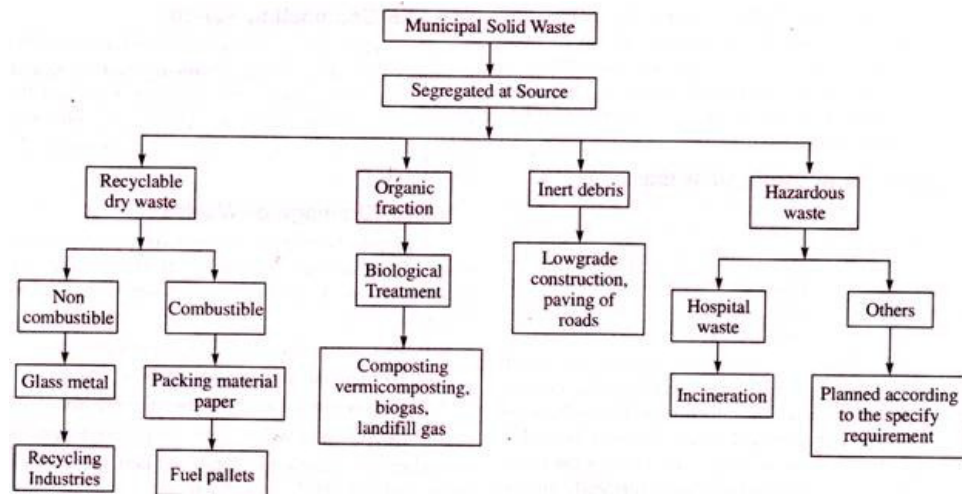 Municipal Solid Waste
Segregated at Source
Recyclable
dry waste
Organic
fraction
Inert debris
Hazardous
waste
Non
combustible
Combustible
Biological
Treatment
Lowgrade
construction,
paving of
roads
Hospital
waste
Others
Glass metal
Packing material
paper
Composting
vermicomposting,
biogas,
landifill gas
Incineration
Planned according
to the specify
requirement
Recycling
Industries
Fuel pallets